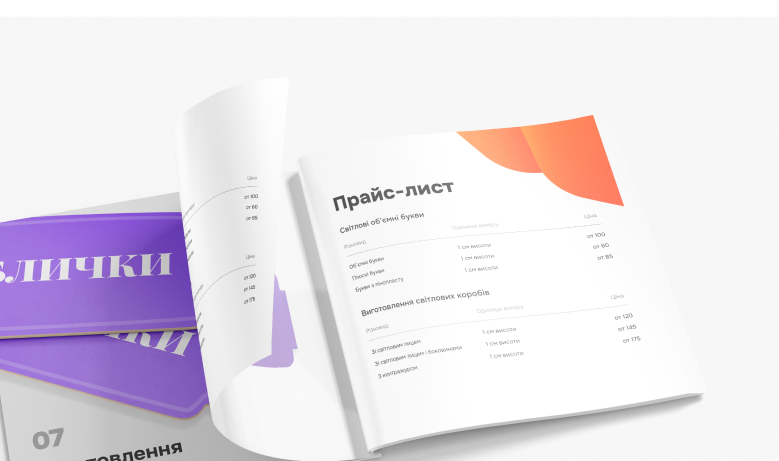 БЛИЧКИ
ЧКИ
07
товлення
Ціна
от 100
от 60
от 85
Ціна
от 120
от 145
от 175
Прайс-лист
Світлові об'ємні букви
Різновид Одиниця виміру Ціна
Об'ємні букви 1 см висоти от 100
Плоскі букви 1 см висоти от 60
Букви з пінопласту 1 см висоти от 85
Виготовлення світлових коробів
Різновид Одиниця виміру Ціна
Зі світловим лицем 1 см висоти от 120
Зі світловим лицем і боковинами 1 см висоти от 145
З контражуром 1 см висоти от 175